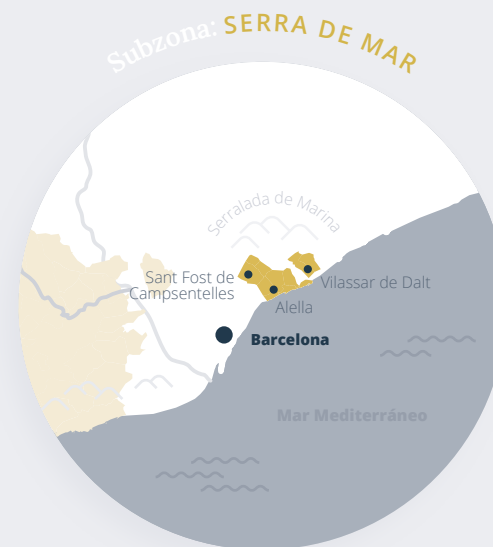 Subzona: SERRA DE MAR
Serralada de Marina
Sant Fost de
Campsentelles
Vilassar de Dalt
Alella
Barcelona
Mar Mediterráneo